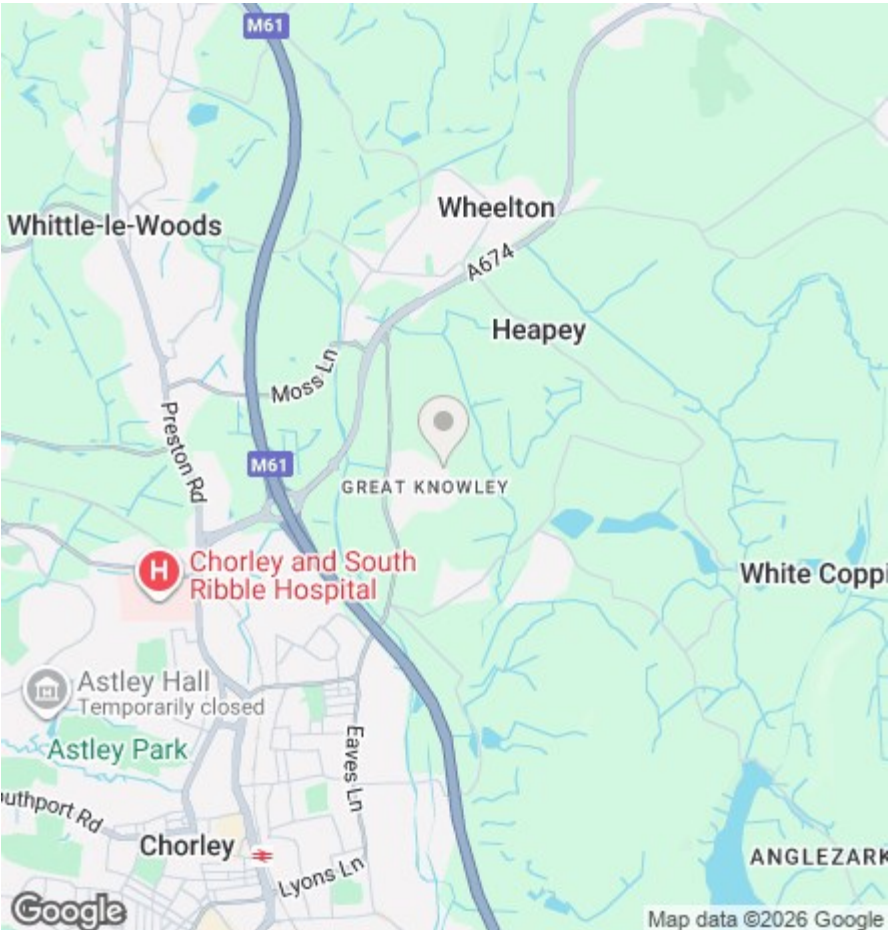 M61
Wheelton
Whittle-le-Woods
A674
Heapey
Moss Ln
Preston Rd
M61
GREAT KNOWLEY
H
Chorley and South
Ribble Hospital
White Coppi
Astley Hall
Temporarily closed
Astley Park
Eaves Ln
outhport Rd
Chorley
Lyons Ln
ANGLEZARK
Google
Map data ©2026 Google